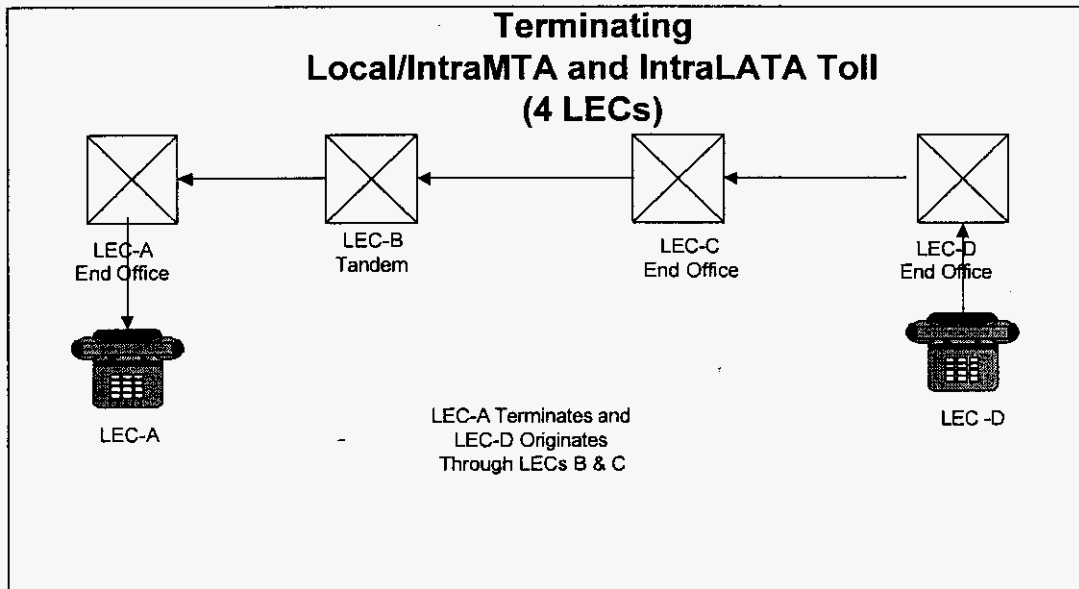 Terminating
Local/IntraMTA and IntraLATA Toll
(4 LECs)
LEC-A
End Office
LEC-B
Tandem
LEC-C
End Office
LEC-D
End Office
LEC-A
LEC-A Terminates and
LEC-D Originates
Through LECs B & C
LEC -D